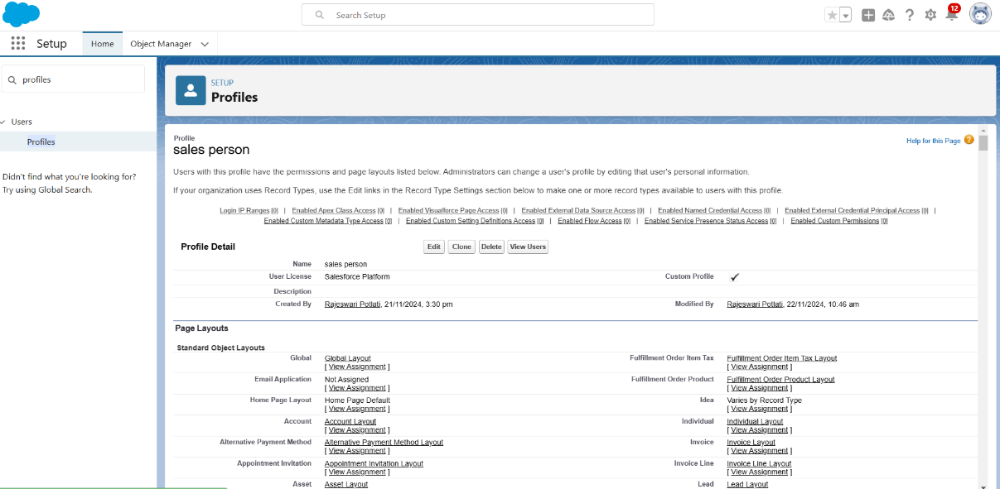 Search Setup
12
Setup
Home
Object Manager
profiles
Users
Profiles
Didn't find what you're looking for?
Try using Global Search.
SETUP
Profiles
Profile
sales person
Help for this Page ?
Users with this profile have the permissions and page layouts listed below. Administrators can change a user's profile by editing that user's personal information.
If your organization uses Record Types, use the Edit links in the Record Type Settings section below to make one or more record types available to users with this profile.
Login IP Ranges [0] | Enabled Apex Class Access [0] | Enabled Visualforce Page Access [0] | Enabled External Data Source Access [0] | Enabled Named Credential Access [0] | Enabled External Credential Principal Access [0] |
Enabled Custom Metadata Type Access [0] | Enabled Custom Setting Definitions Access [0] | Enabled Flow Access [0] | Enabled Service Presence Status Access [0] | Enabled Custom Permissions [0]
Profile Detail Edit Clone Delete View Users
Name sales person
User License Salesforce Platform Custom Profile ✓
Description
Created By Rajeswari Potlati, 21/11/2024, 3:30 pm Modified By Rajeswari Potlati, 22/11/2024, 10:46 am
Page Layouts
Standard Object Layouts
Global Global Layout Fulfillment Order Item Tax Fulfillment Order Item Tax Layout
[ View Assignment ] [ View Assignment ]
Email Application Not Assigned Fulfillment Order Product Fulfillment Order Product Layout
[ View Assignment ] [ View Assignment ]
Home Page Layout Home Page Default Idea Varies by Record Type
[ View Assignment ] [ View Assignment ]
Account Account Layout Individual Individual Layout
[ View Assignment ] [ View Assignment ]
Alternative Payment Method Alternative Payment Method Layout Invoice Invoice Layout
[ View Assignment ] [ View Assignment ]
Appointment Invitation Appointment Invitation Layout Invoice Line Invoice Line Layout
[ View Assignment ] [ View Assignment ]
Asset Asset Layout Lead Lead Layout